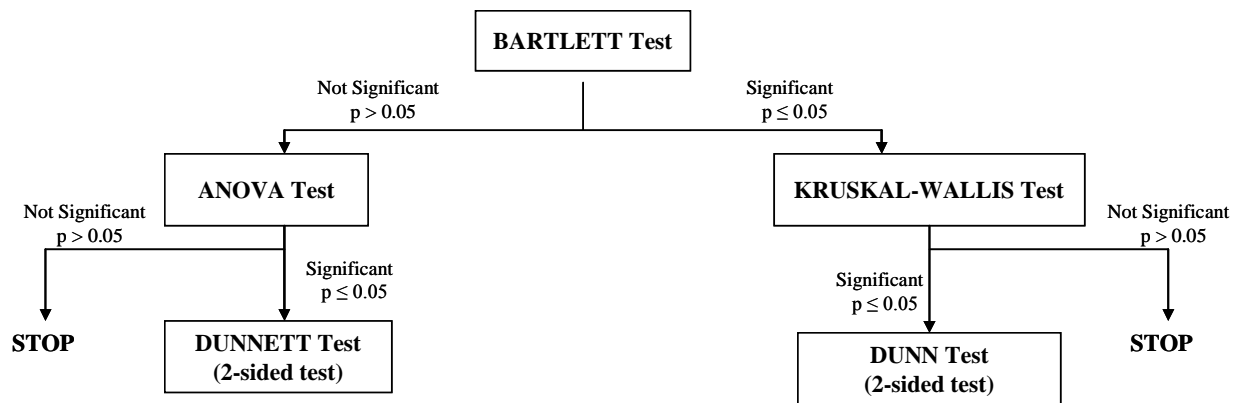 BARTLETT Test
Not Significant
p > 0.05
Significant
p ≤ 0.05
ANOVA Test
KRUSKAL-WALLIS Test
Not Significant
p > 0.05
Significant
p ≤ 0.05
Significant
p ≤ 0.05
Not Significant
p > 0.05
STOP
DUNNETT Test
(2-sided test)
DUNN Test
(2-sided test)
STOP